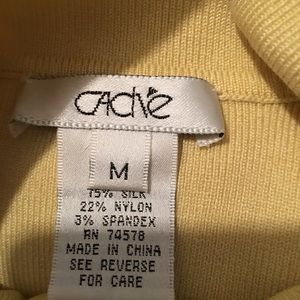 Caché
M
75% SILK
22% NYLON
3% SPANDEX
RN 74578
MADE IN CHINA
SEE REVERSE
FOR CARE